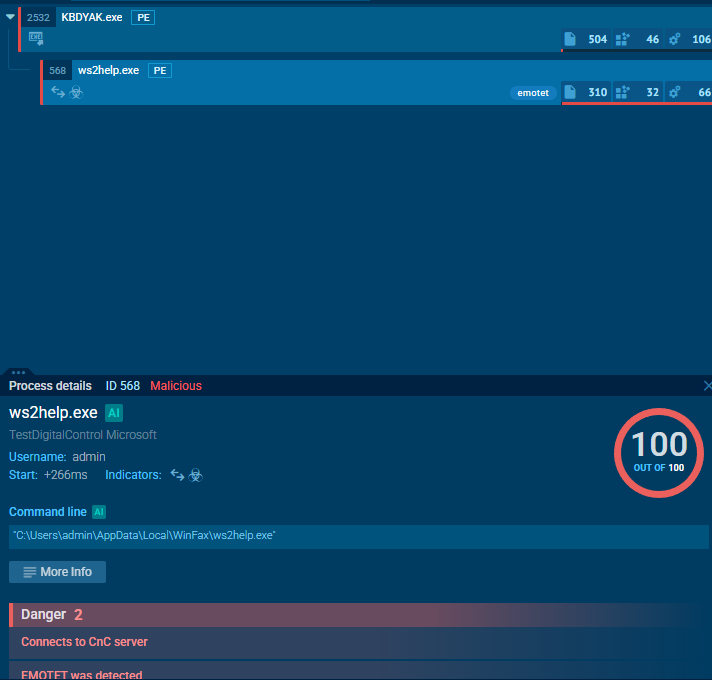 2532 KBDYAK.exe PE
EXE
504 46 106
568 ws2help.exe PE
emotet 310 32 66
Process details ID 568 Malicious
ws2help.exe AI
TestDigitalControl Microsoft
Username: admin
Start: +266ms Indicators:
100
OUT OF 100
Command line AI
"C:\Users\admin\AppData\Local\WinFax\ws2help.exe"
More Info
Danger 2
Connects to CnC server
EMOTET was detected